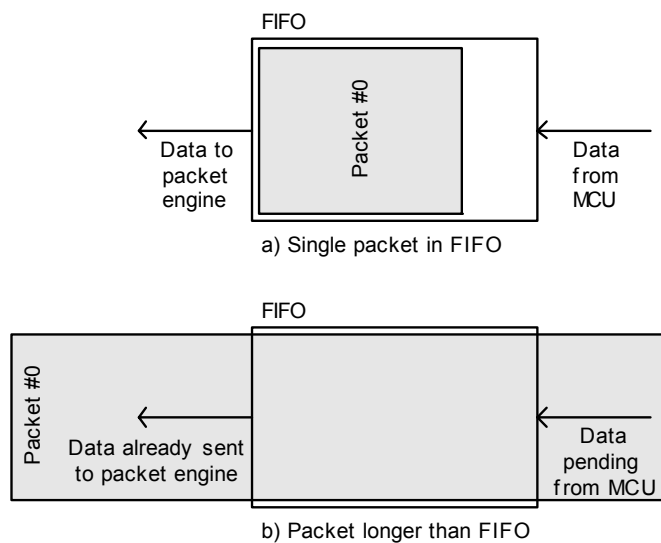 FIFO
Packet #0
Data to
packet
engine
Data
from
MCU
a) Single packet in FIFO
FIFO
Packet #0
Data already sent
to packet engine
Data
pending
from MCU
b) Packet longer than FIFO